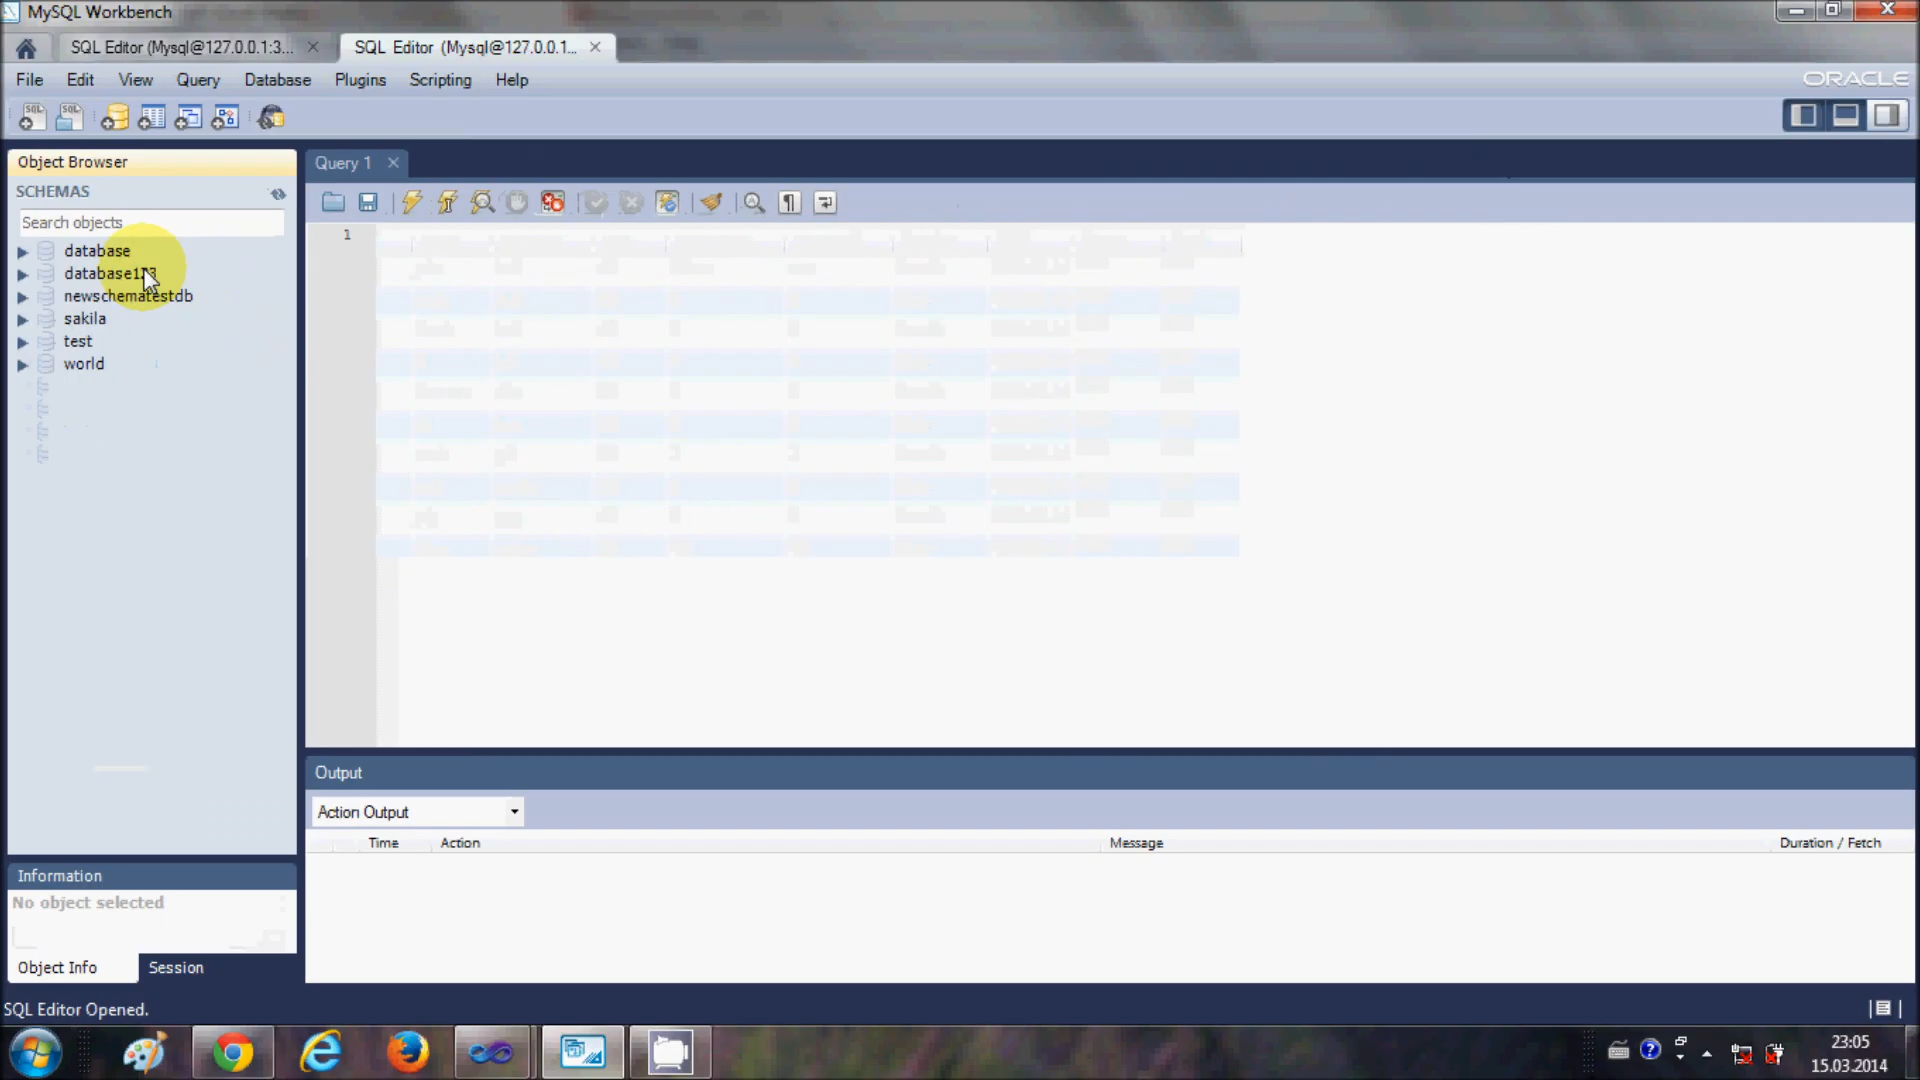 MySQL Workbench
SQL Editor (Mysql@127.0.0.1:3...
SQL Editor (Mysql@127.0.0.1...
File Edit View Query Database Plugins Scripting Help
ORACLE
SQL SQL
Object Browser
Query 1
SCHEMAS
Search objects
1
database
database123
newschematestdb
sakila
test
world
Output
Action Output
Time Action Message Duration / Fetch
Information
No object selected
Object Info Session
SQL Editor Opened.
23:05
15.03.2014